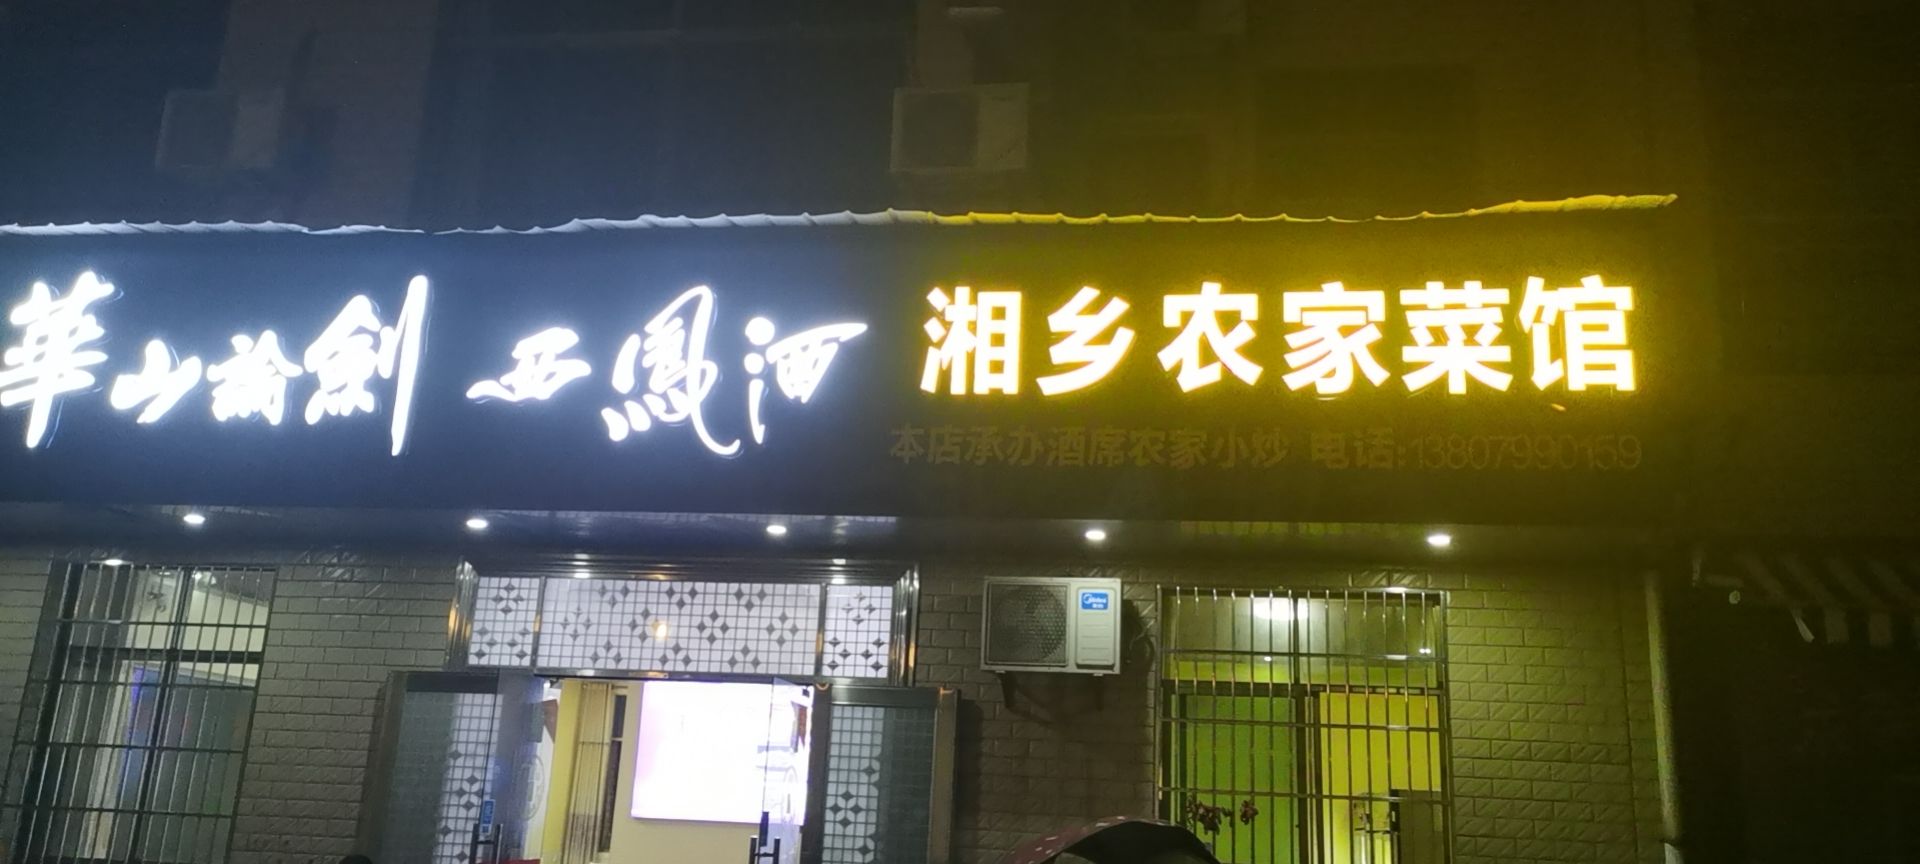 華山論劍 西鳳酒 湘乡农家菜馆
本店承办酒席农家小炒 电话:13807990159
Midea